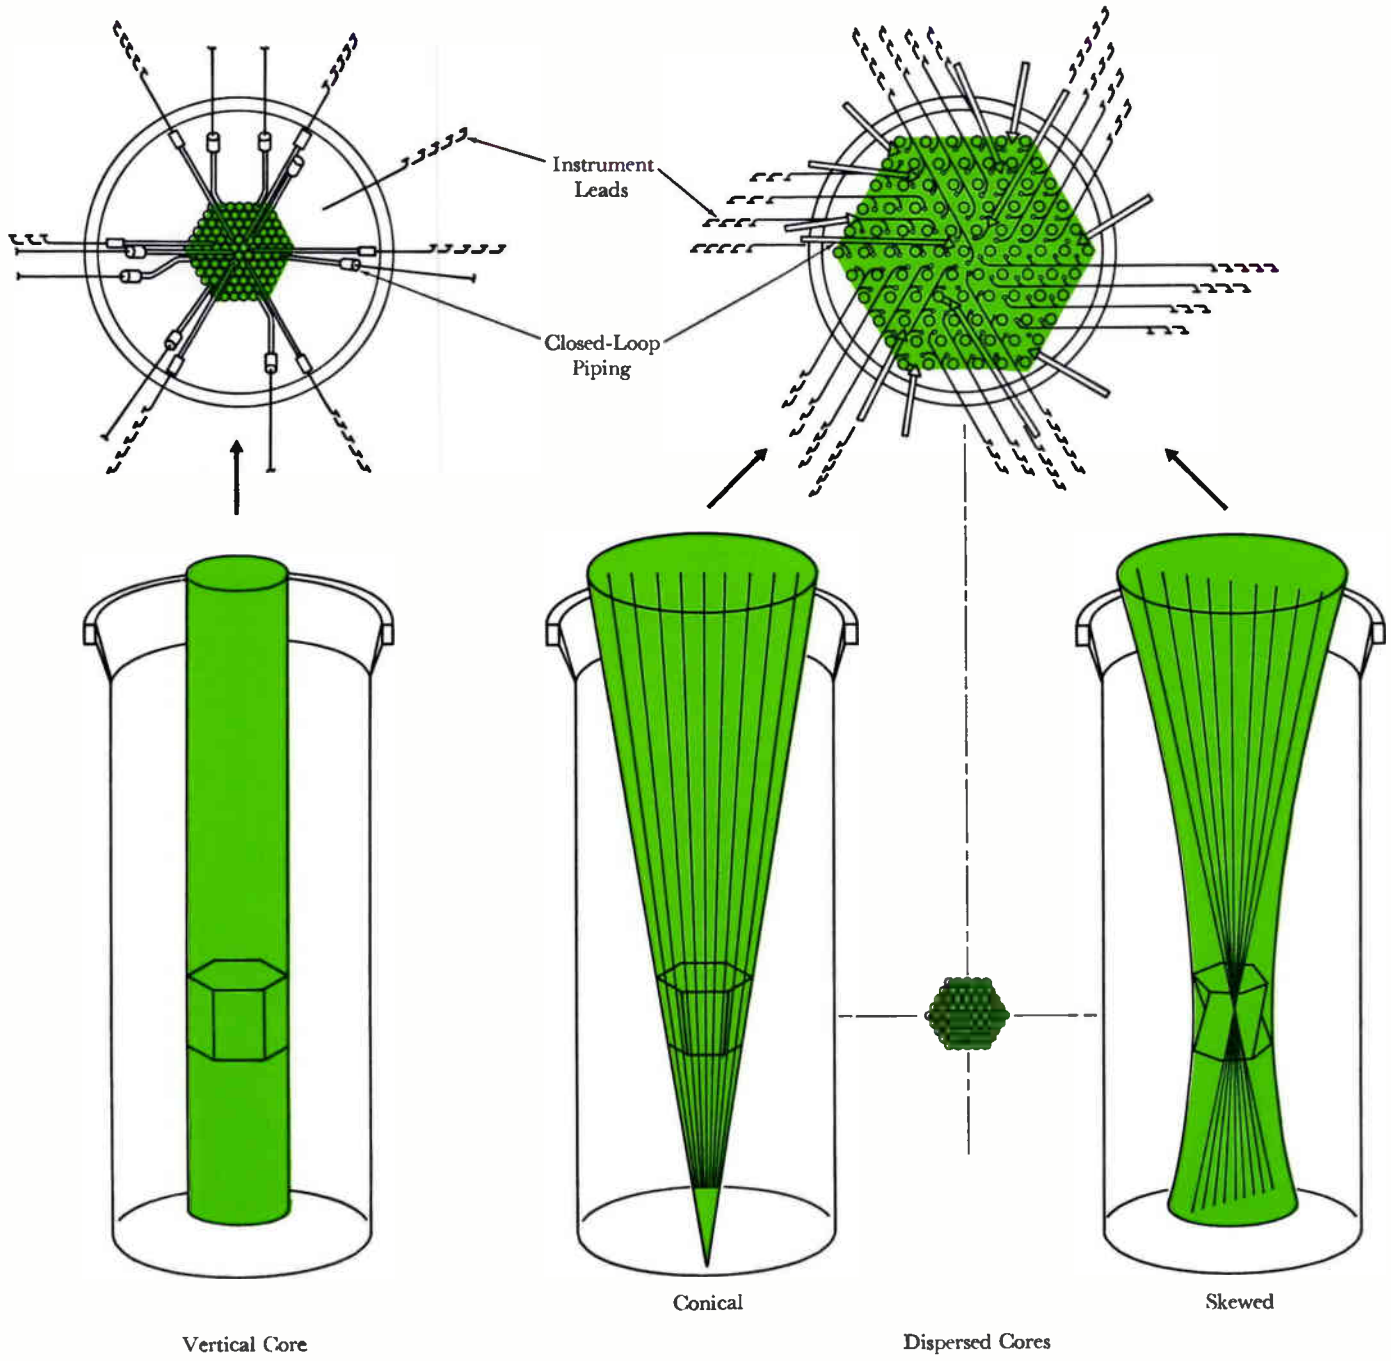 Instrument
Leads
Closed-Loop
Piping
Conical
Skewed
Vertical Core
Dispersed Cores